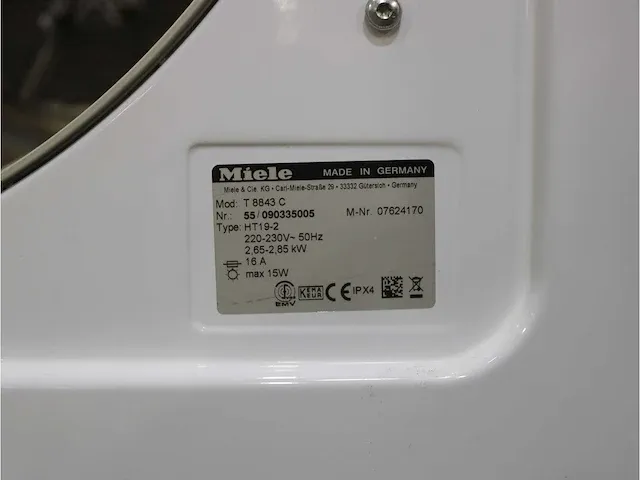 Miele MADE IN GERMANY
Miele & Cie. KG • Carl-Miele-Straße 29 • 33332 Gütersloh • Germany
Mod: T 8843 C
Nr.: 55/090335005 M-Nr. 07624170
Type: HT19-2
220-230V~ 50Hz
2,65-2,85 kW
16 A
max 15W
EMV KEMA EUR CE IPX4